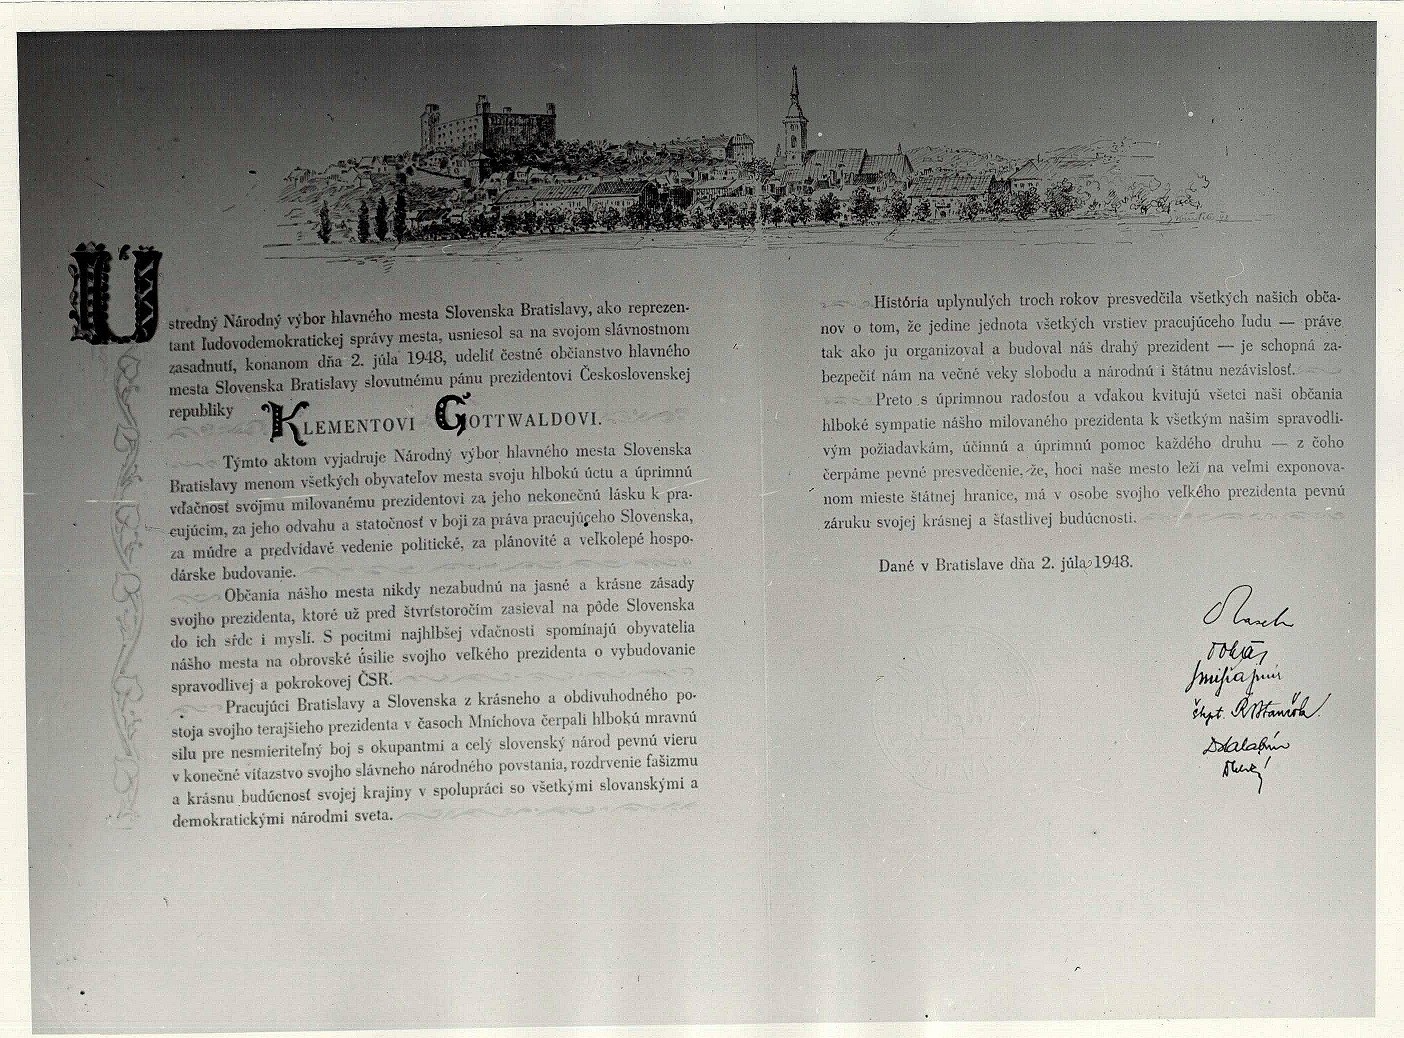 Ústredný Národný výbor hlavného mesta Slovenska Bratislavy, ako reprezen-
tant ľudovodemokratickej správy mesta, usniesol sa na svojom slávnostnom
zasadnutí, konanom dňa 2. júla 1948, udeliť čestné občianstvo hlavného
mesta Slovenska Bratislavy slovutnému pánu prezidentovi Československej
republiky
KLEMENTOVI GOTTWALDOVI.
Týmto aktom vyjadruje Národný výbor hlavného mesta Slovenska
Bratislavy menom všetkých obyvateľov mesta svoju hlbokú úctu a úprimnú
vďačnosť svojmu milovanému prezidentovi za jeho nekonečnú lásku k pra-
cujúcim, za jeho odvahu a statočnosť v boji za práva pracujúceho Slovenska,
za múdre a predvídavé vedenie politické, za plánovité a veľkolepé hospo-
dárske budovanie.
Občania nášho mesta nikdy nezabudnú na jasné a krásne zásady
svojho prezidenta, ktoré už pred štvrťstoročím zasieval na pôde Slovenska
do ich sŕdc i myslí. S pocitmi najhlbšej vďačnosti spomínajú obyvatelia
nášho mesta na obrovské úsilie svojho veľkého prezidenta o vybudovanie
spravodlivej a pokrokovej ČSR.
Pracujúci Bratislavy a Slovenska z krásneho a obdivuhodného po-
stoja svojho terajšieho prezidenta v časoch Mníchova čerpali hlbokú mravnú
silu pre nesmieriteľný boj s okupantmi a celý slovenský národ pevnú vieru
v konečné víťazstvo svojho slávneho národného povstania, rozdrvenie fašizmu
a krásnu budúcnosť svojej krajiny v spolupráci so všetkými slovanskými a
demokratickými národmi sveta.
História uplynulých troch rokov presvedčila všetkých našich obča-
nov o tom, že jedine jednota všetkých vrstiev pracujúceho ľudu — práve
tak ako ju organizoval a budoval náš drahý prezident — je schopná za-
bezpečiť nám na večné veky slobodu a národnú i štátnu nezávislosť.
Preto s úprimnou radosťou a vďakou kvitujú všetci naši občania
hlboké sympatie nášho milovaného prezidenta k všetkým našim spravodli-
vým požiadavkám, účinnú a úprimnú pomoc každého druhu — z čoho
čerpáme pevné presvedčenie, že, hoci naše mesto leží na veľmi exponova-
nom mieste štátnej hranice, má v osobe svojho veľkého prezidenta pevnú
záruku svojej krásnej a šťastlivej budúcnosti.
Dané v Bratislave dňa 2. júla 1948.